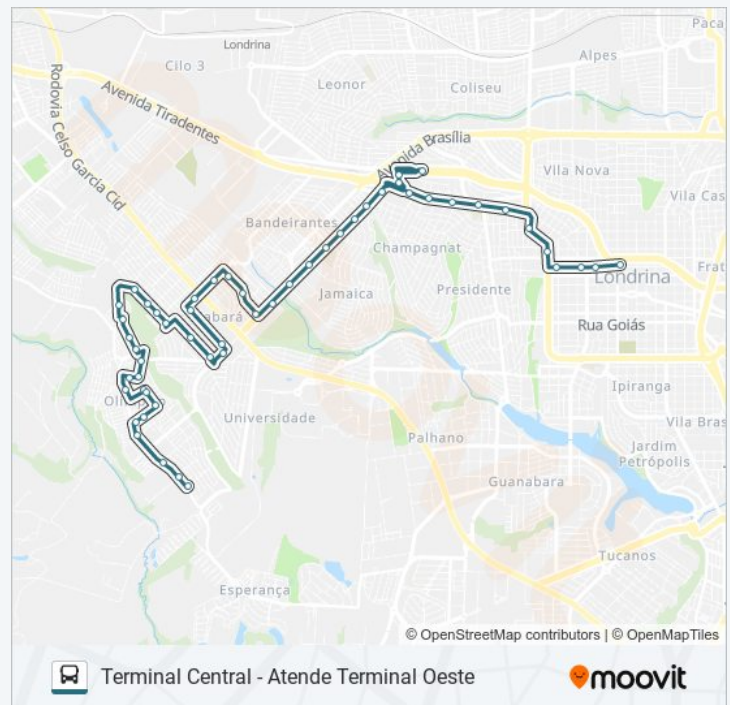 Paca
Londrina
Cilo 3
Alpes
Leonor
Coliseu
Avenida Tiradentes
Rodovia Celso Garcia Cid
Avenida Brasília
Vila Nova
Vila Cas
Bandeirantes
Champagnat
Londrina
Frat
Jamaica
Presidente
abará
Rua Goiás
Ipiranga
Oli
Universidade
Vila Bras
Palhano
Jardim
Petrópolis
Guanabara
Tucanos
Esperança
© OpenStreetMap contributors | © OpenMapTiles
Terminal Central - Atende Terminal Oeste
moovit